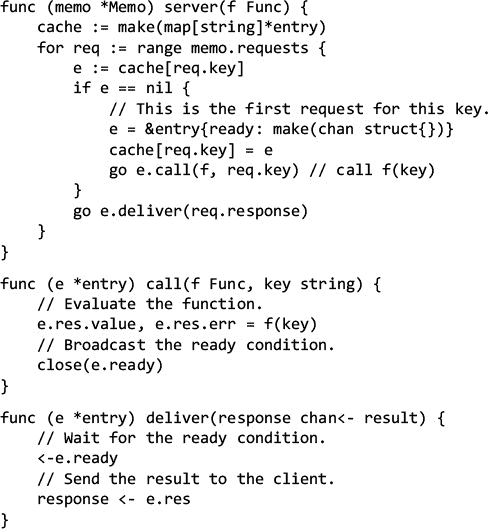 func (memo *Memo) server(f Func) {
    cache := make(map[string]*entry)
    for req := range memo.requests {
        e := cache[req.key]
        if e == nil {
            // This is the first request for this key.
            e = &entry{ready: make(chan struct{})}
            cache[req.key] = e
            go e.call(f, req.key) // call f(key)
        }
        go e.deliver(req.response)
    }
}
func (e *entry) call(f Func, key string) {
    // Evaluate the function.
    e.res.value, e.res.err = f(key)
    // Broadcast the ready condition.
    close(e.ready)
}
func (e *entry) deliver(response chan<- result) {
    // Wait for the ready condition.
    <-e.ready
    // Send the result to the client.
    response <- e.res
}